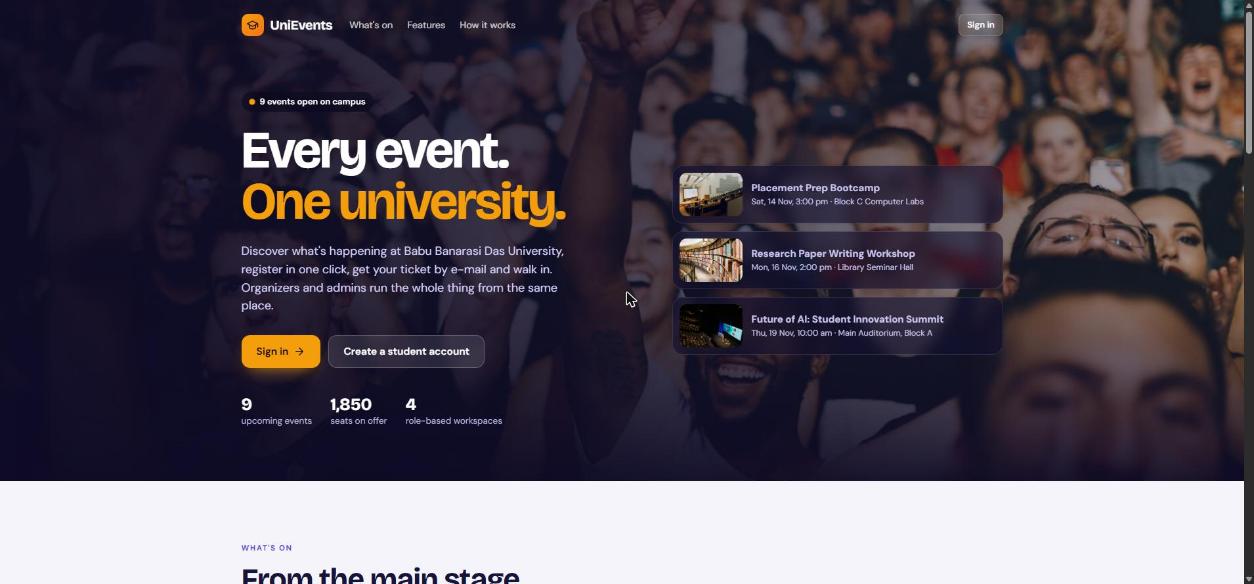 UniEvents
What's on
Features
How it works
Sign in
9 events open on campus
Every event.
One university.
Discover what's happening at Babu Banarasi Das University,
register in one click, get your ticket by e-mail and walk in.
Organizers and admins run the whole thing from the same
place.
Sign in →
Create a student account
9
upcoming events
1,850
seats on offer
4
role-based workspaces
Placement Prep Bootcamp
Sat, 14 Nov, 3:00 pm · Block C Computer Labs
Research Paper Writing Workshop
Mon, 16 Nov, 2:00 pm · Library Seminar Hall
Future of AI: Student Innovation Summit
Thu, 19 Nov, 10:00 am · Main Auditorium, Block A
WHAT'S ON
From the main stage